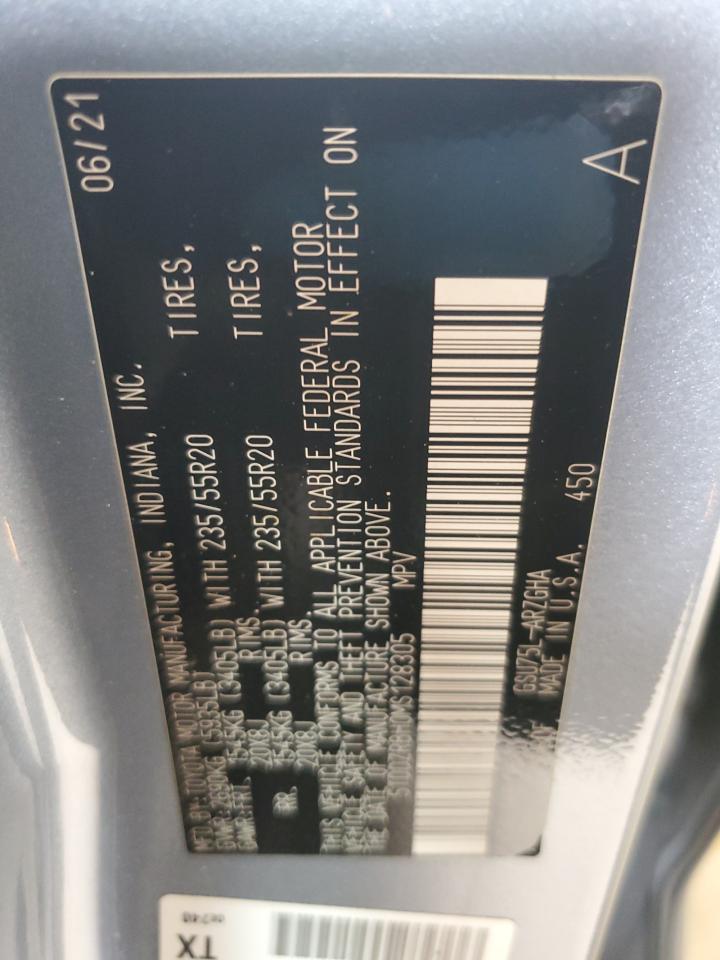 MFD. BY: TOYOTA MOTOR MANUFACTURING, INDIANA, INC. 06/21
GVWR: (5935LB)
GAWR: FRT. 1545KG (3405LB) WITH 235/55R20 TIRES,
20X8J RIMS
RR. 1545KG (3405LB) WITH 235/55R20 TIRES,
20X8J RIMS
THIS VEHICLE CONFORMS TO ALL APPLICABLE FEDERAL MOTOR
VEHICLE SAFETY AND THEFT PREVENTION STANDARDS IN EFFECT ON
THE DATE OF MANUFACTURE SHOWN ABOVE.
MPV
GSU75L-ARZGHA
MADE IN U.S.A. 450
A
TX